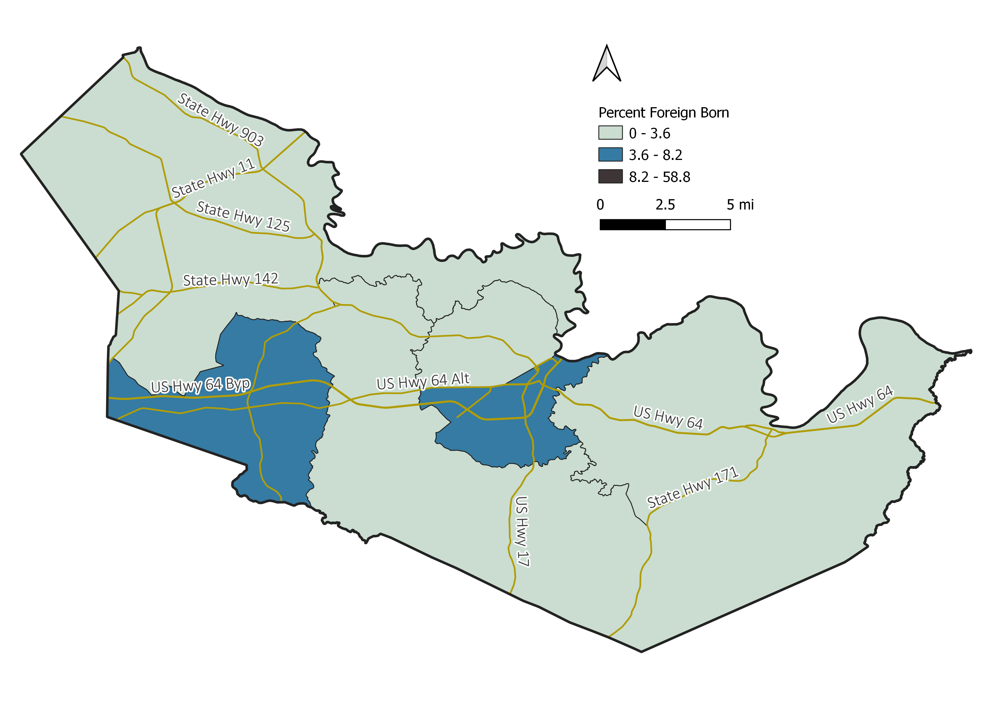 State Hwy 903
Percent Foreign Born
0 - 3.6
3.6 - 8.2
8.2 - 58.8
State Hwy 11
0 2.5 5 mi
State Hwy 125
State Hwy 142
US Hwy 64 Byp
US Hwy 64 Alt
US Hwy 64
US Hwy 64
State Hwy 171
US Hwy 17